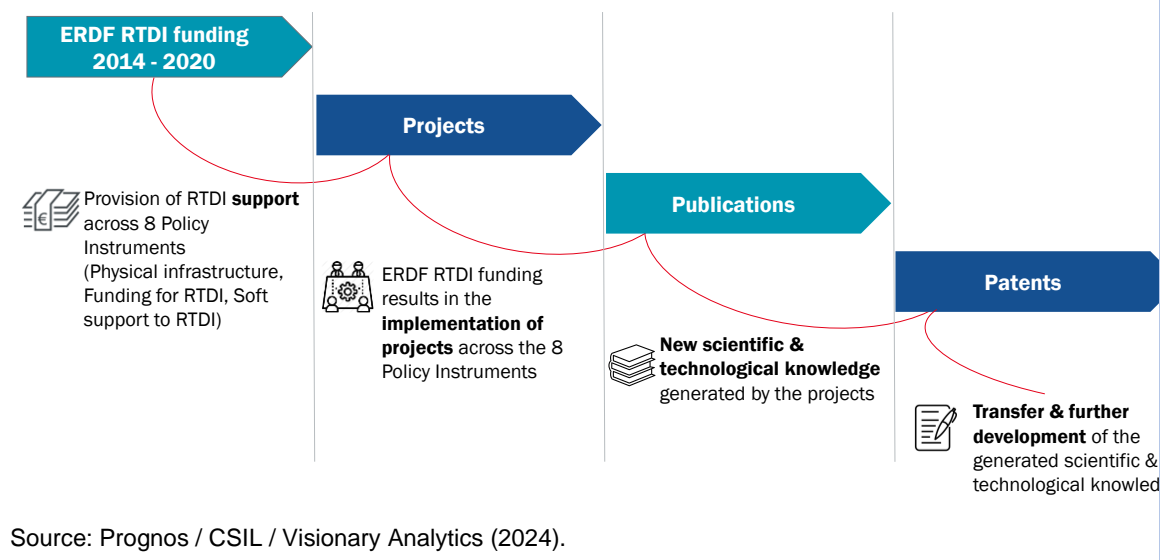 ERDF RTDI funding
2014 - 2020
Provision of RTDI support
across 8 Policy
Instruments
(Physical infrastructure,
Funding for RTDI, Soft
support to RTDI)
Projects
ERDF RTDI funding
results in the
implementation of
projects across the 8
Policy Instruments
Publications
New scientific &
technological knowledge
generated by the projects
Patents
Transfer & further
development of the
generated scientific &
technological knowled
Source: Prognos / CSIL / Visionary Analytics (2024).